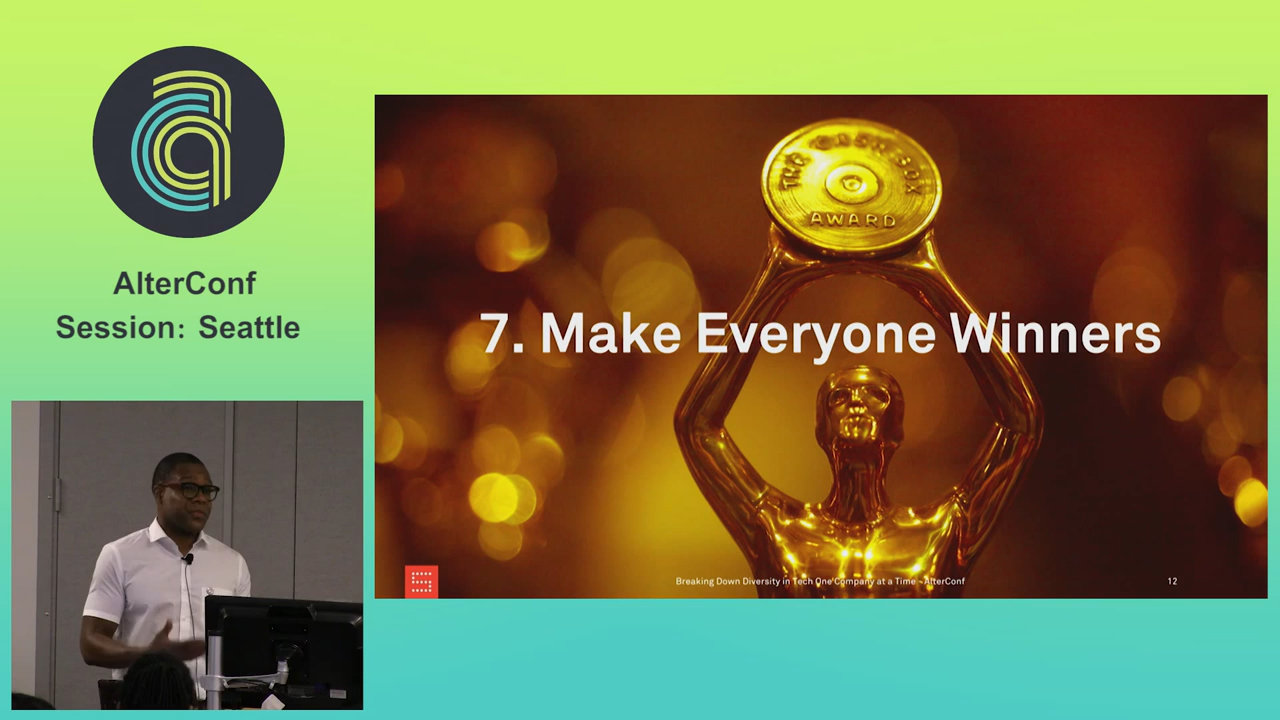 AlterConf
Session: Seattle
THE CASH BOX
AWARD
7. Make Everyone Winners
Breaking Down Diversity in Tech One Company at a Time - AlterConf
12